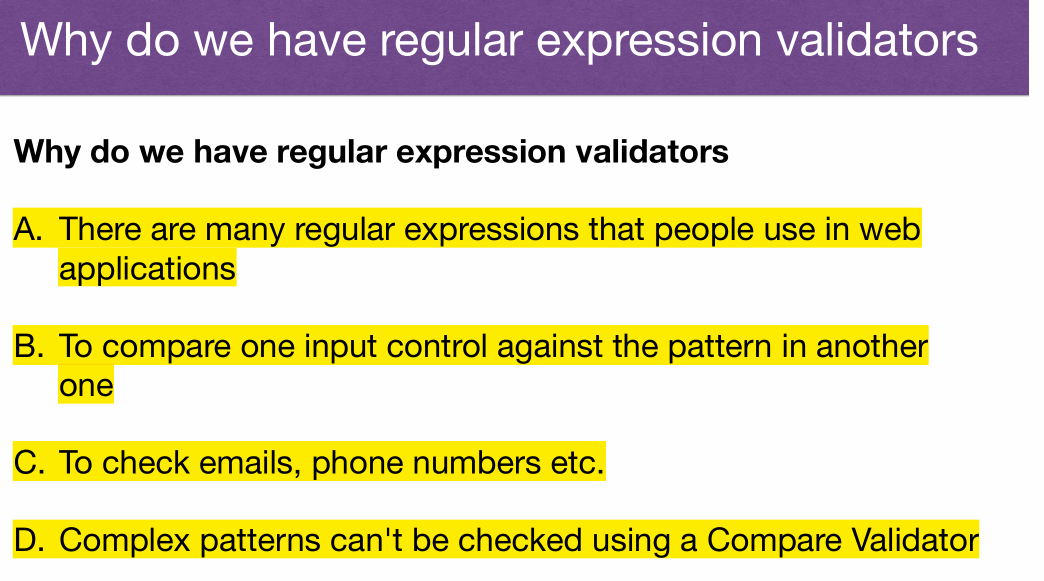 Why do we have regular expression validators
Why do we have regular expression validators
A. There are many regular expressions that people use in web
applications
B. To compare one input control against the pattern in another
one
C. To check emails, phone numbers etc.
D. Complex patterns can't be checked using a Compare Validator